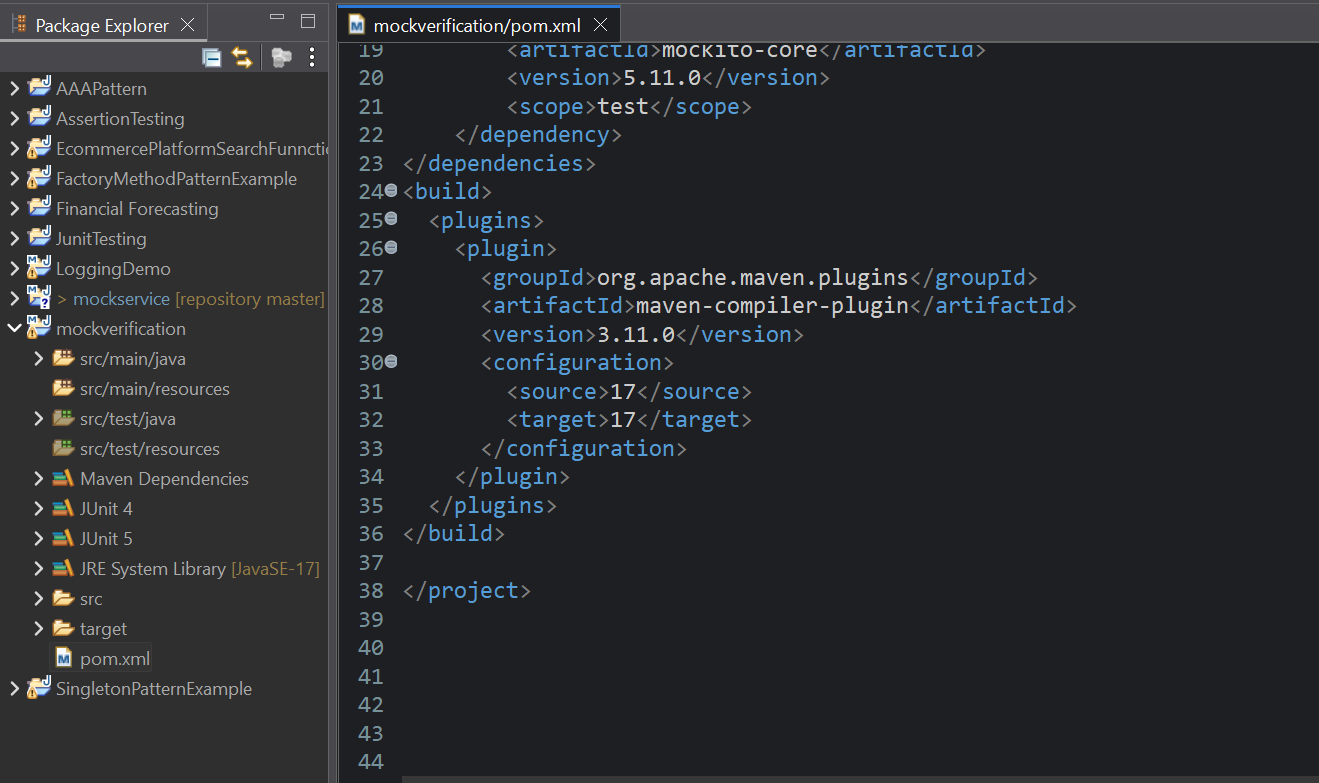 Package Explorer
AAAPattern
AssertionTesting
EcommercePlatformSearchFunnctio
FactoryMethodPatternExample
Financial Forecasting
JunitTesting
LoggingDemo
> mockservice [repository master]
mockverification
src/main/java
src/main/resources
src/test/java
src/test/resources
Maven Dependencies
JUnit 4
JUnit 5
JRE System Library [JavaSE-17]
src
target
pom.xml
SingletonPatternExample
mockverification/pom.xml
19 <artifactId>mockito-core</artifactId>
20 <version>5.11.0</version>
21 <scope>test</scope>
22 </dependency>
23 </dependencies>
24 <build>
25 <plugins>
26 <plugin>
27 <groupId>org.apache.maven.plugins</groupId>
28 <artifactId>maven-compiler-plugin</artifactId>
29 <version>3.11.0</version>
30 <configuration>
31 <source>17</source>
32 <target>17</target>
33 </configuration>
34 </plugin>
35 </plugins>
36 </build>
37
38 </project>
39
40
41
42
43
44